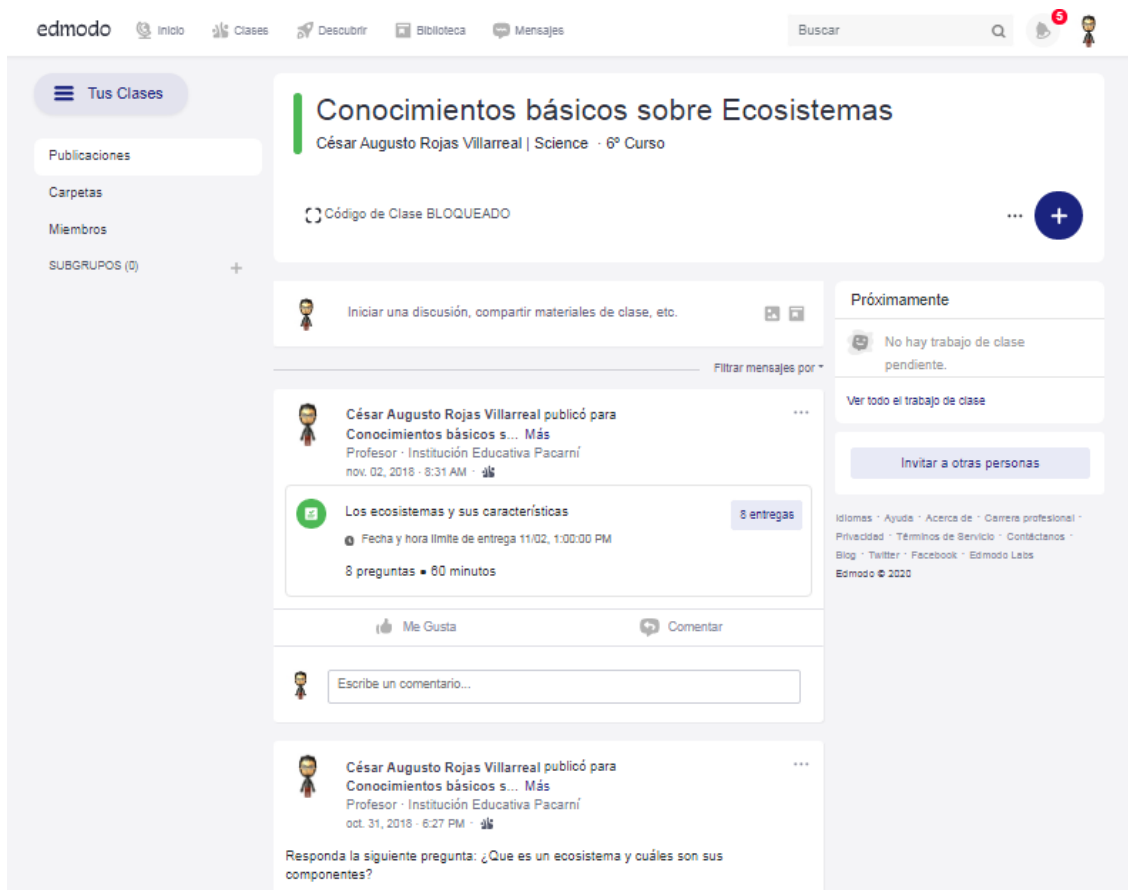 edmodo Inicio Clases Descubrir Biblioteca Mensajes Buscar 5
Tus Clases
Publicaciones
Carpetas
Miembros
SUBGRUPOS (0) +
Conocimientos básicos sobre Ecosistemas
César Augusto Rojas Villarreal | Science · 6º Curso
Código de Clase BLOQUEADO
Iniciar una discusión, compartir materiales de clase, etc.
Filtrar mensajes por
César Augusto Rojas Villarreal publicó para
Conocimientos básicos s... Más
Profesor · Institución Educativa Pacarní
nov. 02, 2018 · 8:31 AM ·
Los ecosistemas y sus características
8 entregas
Fecha y hora límite de entrega 11/02, 1:00:00 PM
8 preguntas ▪ 60 minutos
Me Gusta Comentar
Escribe un comentario...
César Augusto Rojas Villarreal publicó para
Conocimientos básicos s... Más
Profesor · Institución Educativa Pacarní
oct. 31, 2018 · 6:27 PM ·
Responda la siguiente pregunta: ¿Que es un ecosistema y cuáles son sus
componentes?
Próximamente
No hay trabajo de clase
pendiente.
Ver todo el trabajo de clase
Invitar a otras personas
Idiomas · Ayuda · Acerca de · Carrera profesional ·
Privacidad · Términos de Servicio · Contáctanos ·
Blog · Twitter · Facebook · Edmodo Labs
Edmodo © 2020